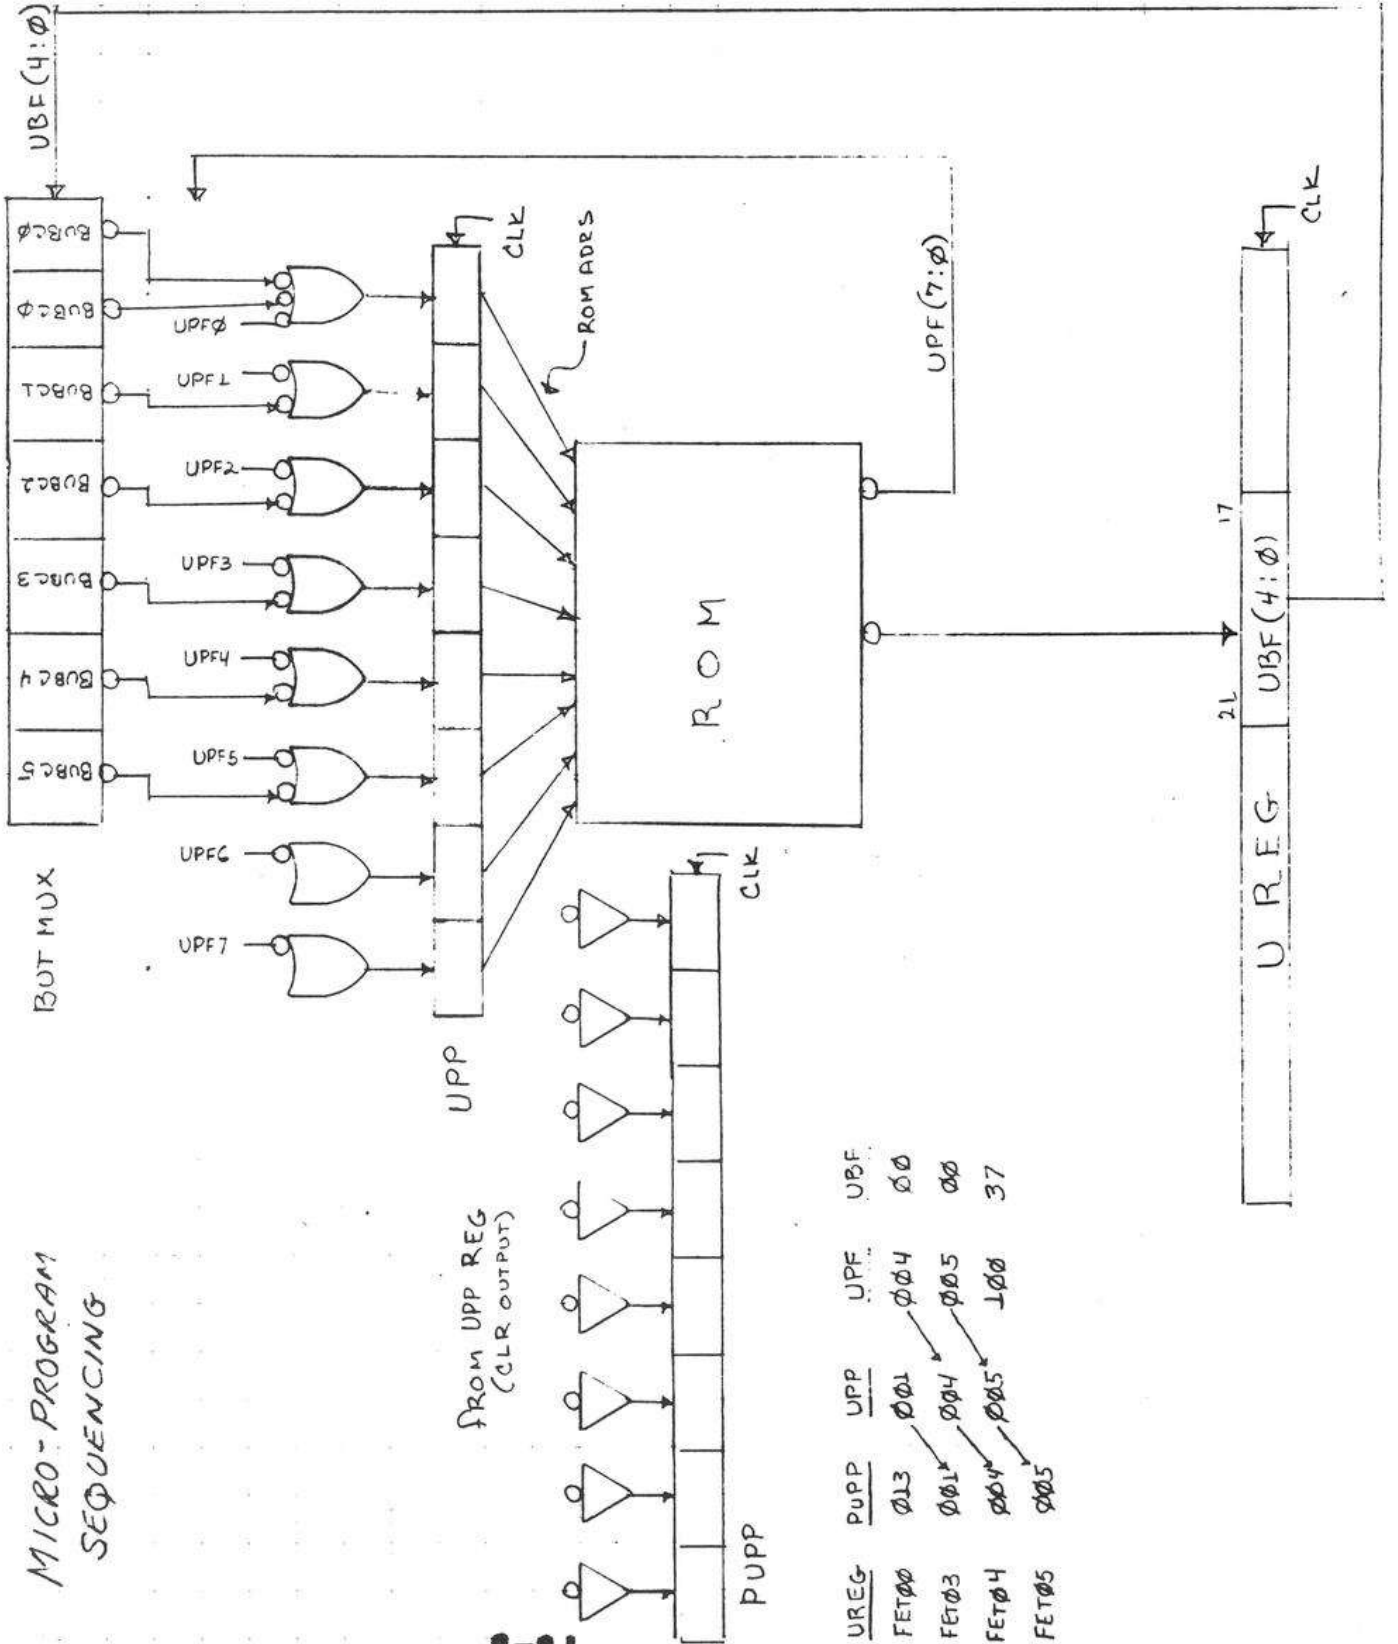 MICRO-PROGRAM
SEQUENCING
BUT MUX
BUBC5
BUBC4
BUBC3
BUBC2
BUBC1
BUBCØ
BUBCØ
UBF(4:Ø)
UPF7
UPF6
UPF5
UPF4
UPF3
UPF2
UPF1
UPFØ
UPP
CLK
ROM ADRS
FROM UPP REG
(CLR OUTPUT)
ROM
UPF(7:Ø)
PUPP
CLK
UREG PUPP UPP UPF UBF
FETØØ Ø13 ØØ1 ØØ4 ØØ
FETØ3 ØØ1 ØØ4 ØØ5 ØØ
FETØ4 ØØ4 ØØ5 1ØØ 37
FETØ5 ØØ5
21 17
U REG UBF(4:Ø)
CLK